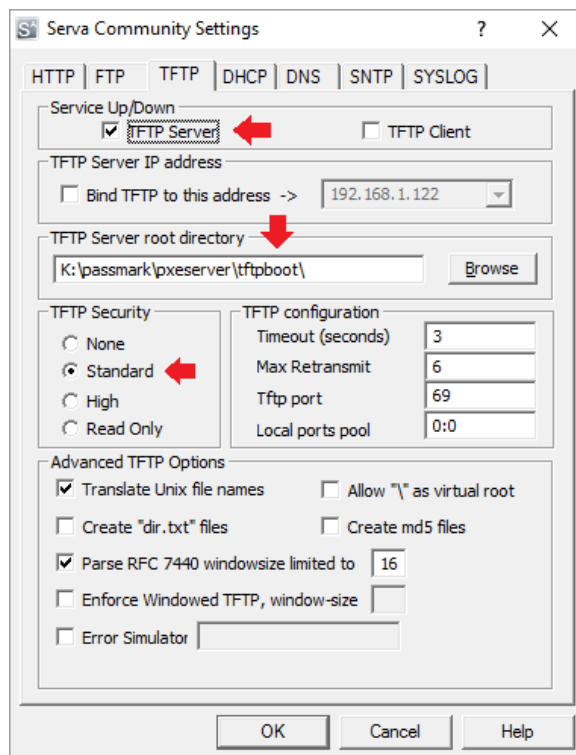 Serva Community Settings
HTTP FTP TFTP DHCP DNS SNTP SYSLOG
Service Up/Down
TFTP Server TFTP Client
TFTP Server IP address
Bind TFTP to this address -> 192.168.1.122
TFTP Server root directory
K:\passmark\pxeserver\tftpboot\ Browse
TFTP Security
None
Standard
High
Read Only
TFTP configuration
Timeout (seconds) 3
Max Retransmit 6
Tftp port 69
Local ports pool 0:0
Advanced TFTP Options
Translate Unix file names Allow "\" as virtual root
Create "dir.txt" files Create md5 files
Parse RFC 7440 windowsize limited to 16
Enforce Windowed TFTP, window-size
Error Simulator
OK Cancel Help